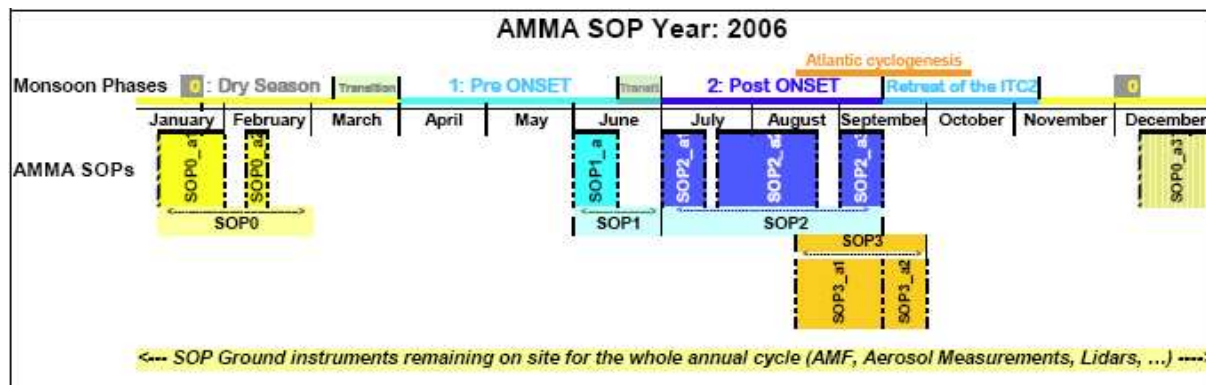 AMMA SOP Year: 2006
Atlantic cyclogenesis
Monsoon Phases 0 : Dry Season Transition 1: Pre ONSET Transit 2: Post ONSET Retreat of the ITCZ 0
January February March April May June July August September October November December
AMMA SOPs
SOP0_a1 SOP0_a2 SOP1_a SOP2_a1 SOP2_a2 SOP2_a3 SOP0_a3
SOP0 SOP1 SOP2
SOP3
SOP3_a1 SOP3_a2
<--- SOP Ground instruments remaining on site for the whole annual cycle (AMF, Aerosol Measurements, Lidars, ...) ---->